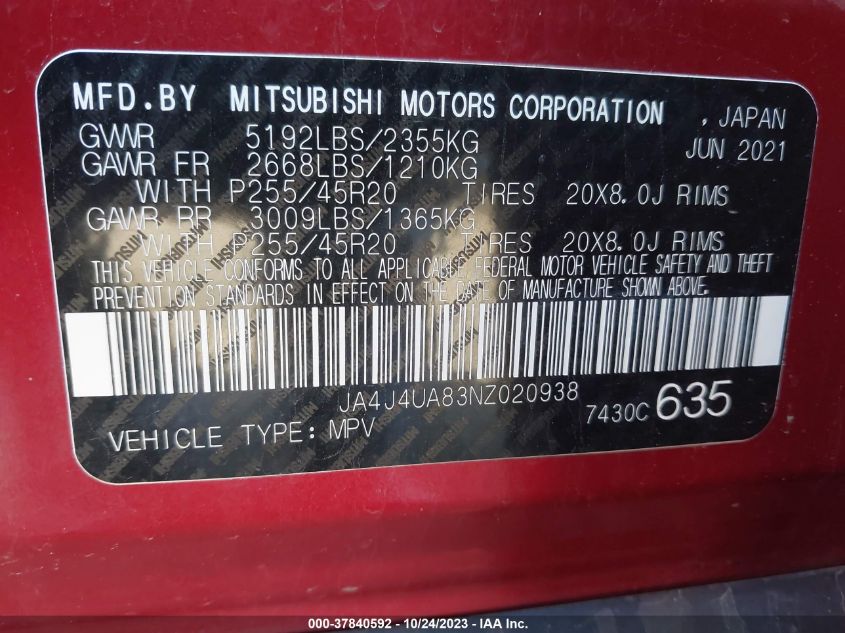 MFD.BY MITSUBISHI MOTORS CORPORATION , JAPAN
GVWR 5192LBS/2355KG JUN 2021
GAWR FR 2668LBS/1210KG
WITH P255/45R20 TIRES 20X8.0J RIMS
GAWR RR 3009LBS/1365KG
WITH P255/45R20 TIRES 20X8.0J RIMS
THIS VEHICLE CONFORMS TO ALL APPLICABLE FEDERAL MOTOR VEHICLE SAFETY AND THEFT
PREVENTION STANDARDS IN EFFECT ON THE DATE OF MANUFACTURE SHOWN ABOVE.
JA4J4UA83NZ020938
7430C 635
VEHICLE TYPE: MPV
000-37840592 - 10/24/2023 - IAA Inc.